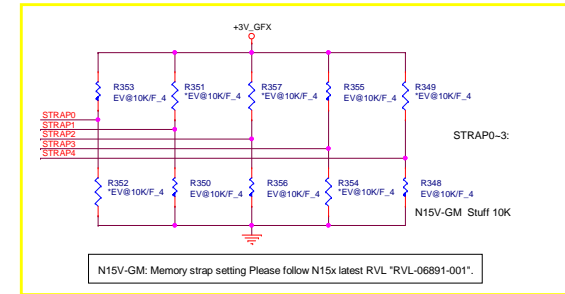 +3V_GFX
R353
EV@10K/F_4
R351
*EV@10K/F_4
R357
*EV@10K/F_4
R355
EV@10K/F_4
R349
*EV@10K/F_4
STRAP0
STRAP1
STRAP2
STRAP3
STRAP4
STRAP0~3:
R352
*EV@10K/F_4
R350
EV@10K/F_4
R356
EV@10K/F_4
R354
*EV@10K/F_4
R348
EV@10K/F_4
N15V-GM Stuff 10K
N15V-GM: Memory strap setting Please follow N15x latest RVL "RVL-06891-001".